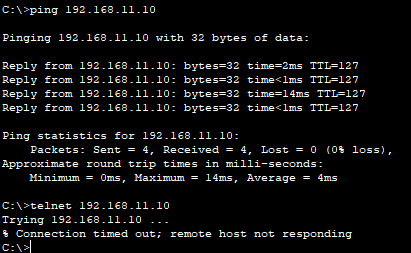 C:\>ping 192.168.11.10
Pinging 192.168.11.10 with 32 bytes of data:
Reply from 192.168.11.10: bytes=32 time=2ms TTL=127
Reply from 192.168.11.10: bytes=32 time<1ms TTL=127
Reply from 192.168.11.10: bytes=32 time=14ms TTL=127
Reply from 192.168.11.10: bytes=32 time<1ms TTL=127
Ping statistics for 192.168.11.10:
    Packets: Sent = 4, Received = 4, Lost = 0 (0% loss),
Approximate round trip times in milli-seconds:
    Minimum = 0ms, Maximum = 14ms, Average = 4ms
C:\>telnet 192.168.11.10
Trying 192.168.11.10 ...
% Connection timed out; remote host not responding
C:\>